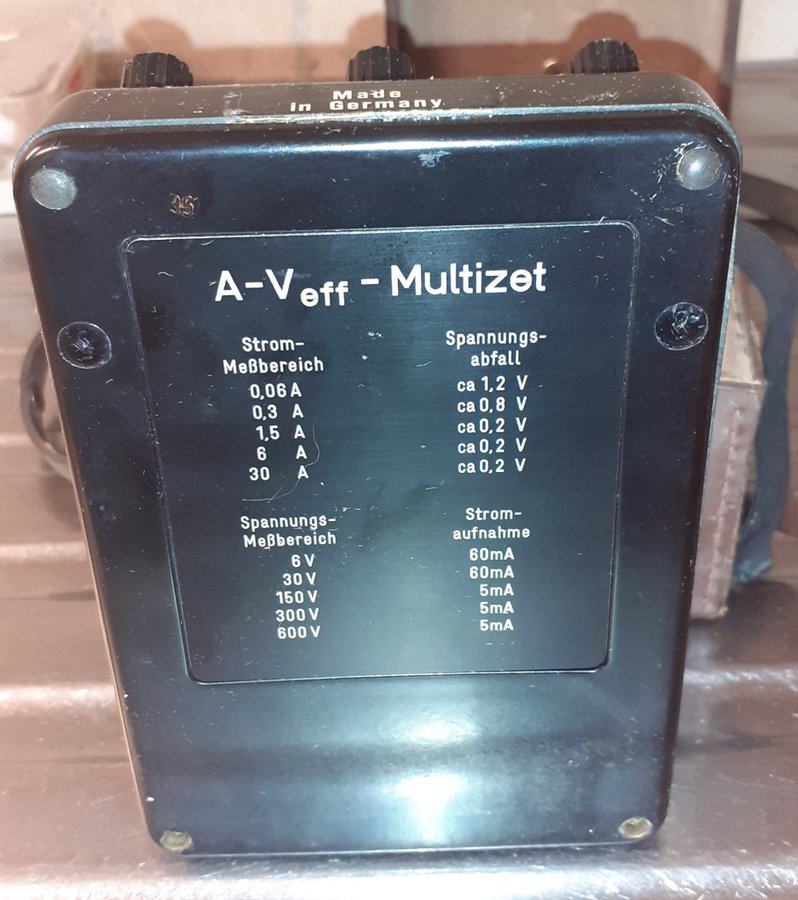 Made
in Germany
A-Veff - Multizet
Strom-
Meßbereich
0,06 A
0,3 A
1,5 A
6 A
30 A
Spannungs-
abfall
ca 1,2 V
ca 0,8 V
ca 0,2 V
ca 0,2 V
ca 0,2 V
Spannungs-
Meßbereich
6 V
30 V
150 V
300 V
600 V
Strom-
aufnahme
60mA
60mA
5mA
5mA
5mA